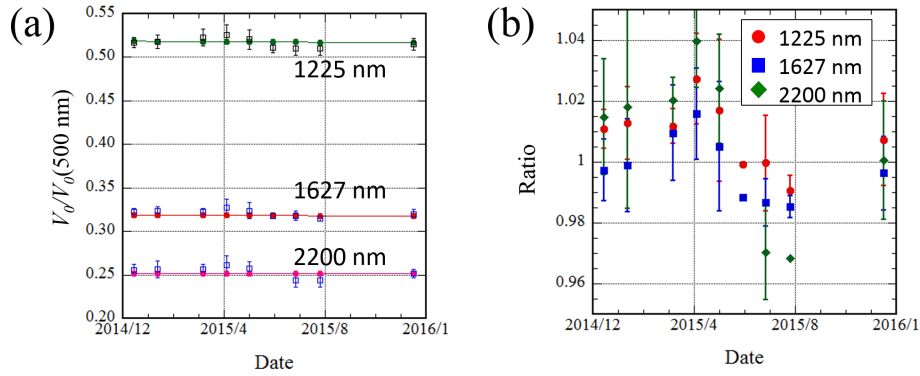 (a)
0.55
0.50
0.45
0.40
0.35
0.30
0.25
0.20
V0/V0(500 nm)
1225 nm
1627 nm
2200 nm
2014/12
2015/4
2015/8
2016/1
Date
(b)
1.04
1.02
1
0.98
0.96
Ratio
1225 nm
1627 nm
2200 nm
2014/12
2015/4
2015/8
2016/1
Date